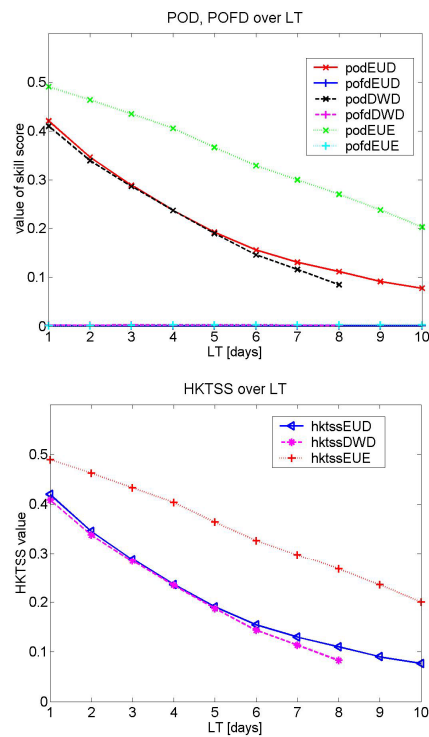 POD, POFD over LT
value of skill score
0.5
0.4
0.3
0.2
0.1
0
podEUD
pofdEUD
podDWD
pofdDWD
podEUE
pofdEUE
1 2 3 4 5 6 7 8 9 10
LT [days]
HKTSS over LT
HKTSS value
0.5
0.4
0.3
0.2
0.1
0
hktssEUD
hktssDWD
hktssEUE
1 2 3 4 5 6 7 8 9 10
LT [days]